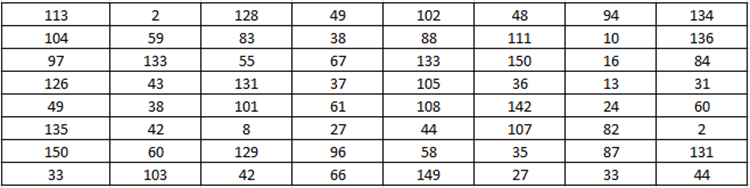 113 2 128 49 102 48 94 134
104 59 83 38 88 111 10 136
97 133 55 67 133 150 16 84
126 43 131 37 105 36 13 31
49 38 101 61 108 142 24 60
135 42 8 27 44 107 82 2
150 60 129 96 58 35 87 131
33 103 42 66 149 27 33 44